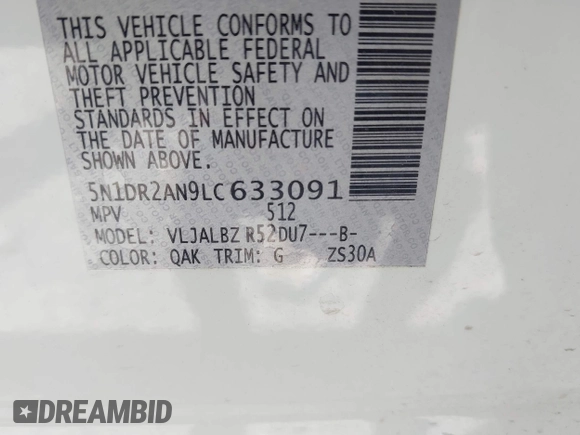 THIS VEHICLE CONFORMS TO
ALL APPLICABLE FEDERAL
MOTOR VEHICLE SAFETY AND
THEFT PREVENTION
STANDARDS IN EFFECT ON
THE DATE OF MANUFACTURE
SHOWN ABOVE.
5N1DR2AN9LC633091
MPV 512
MODEL: VLJALBZ R52DU7---B-
COLOR: QAK TRIM: G ZS30A
DREAMBID